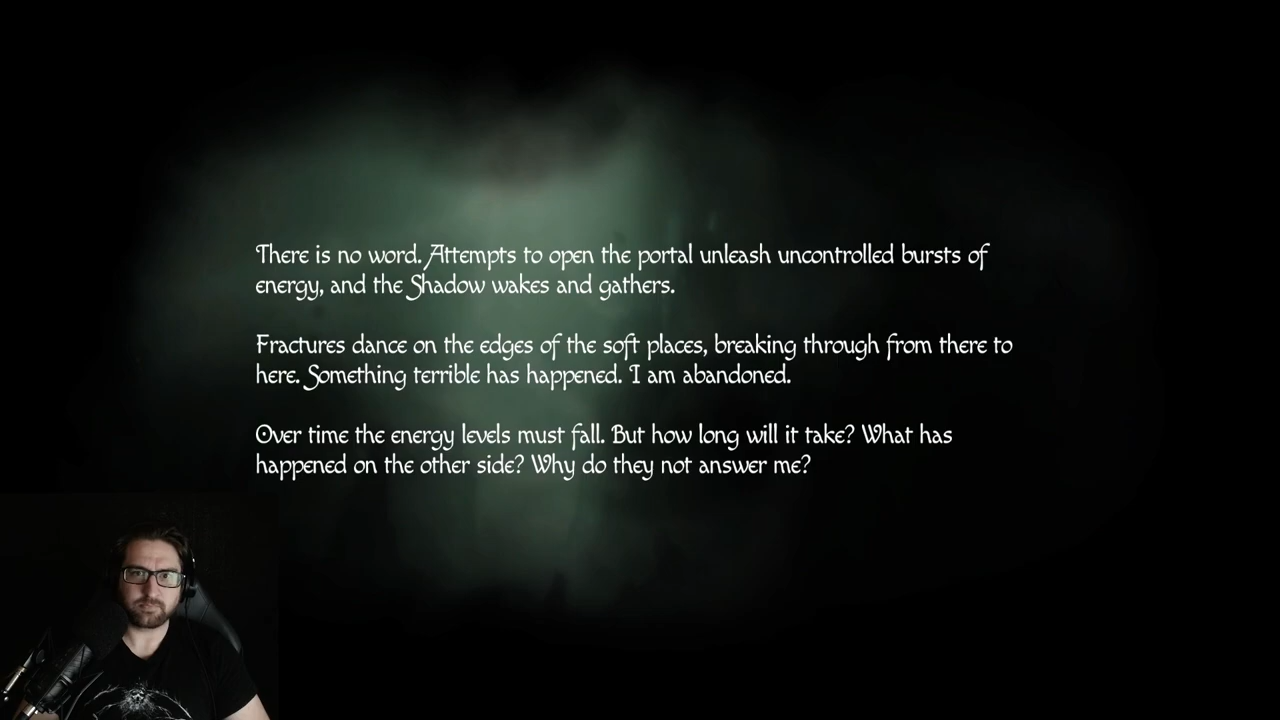 There is no word. Attempts to open the portal unleash uncontrolled bursts of
energy, and the Shadow wakes and gathers.
Fractures dance on the edges of the soft places, breaking through from there to
here. Something terrible has happened. I am abandoned.
Over time the energy levels must fall. But how long will it take? What has
happened on the other side? Why do they not answer me?